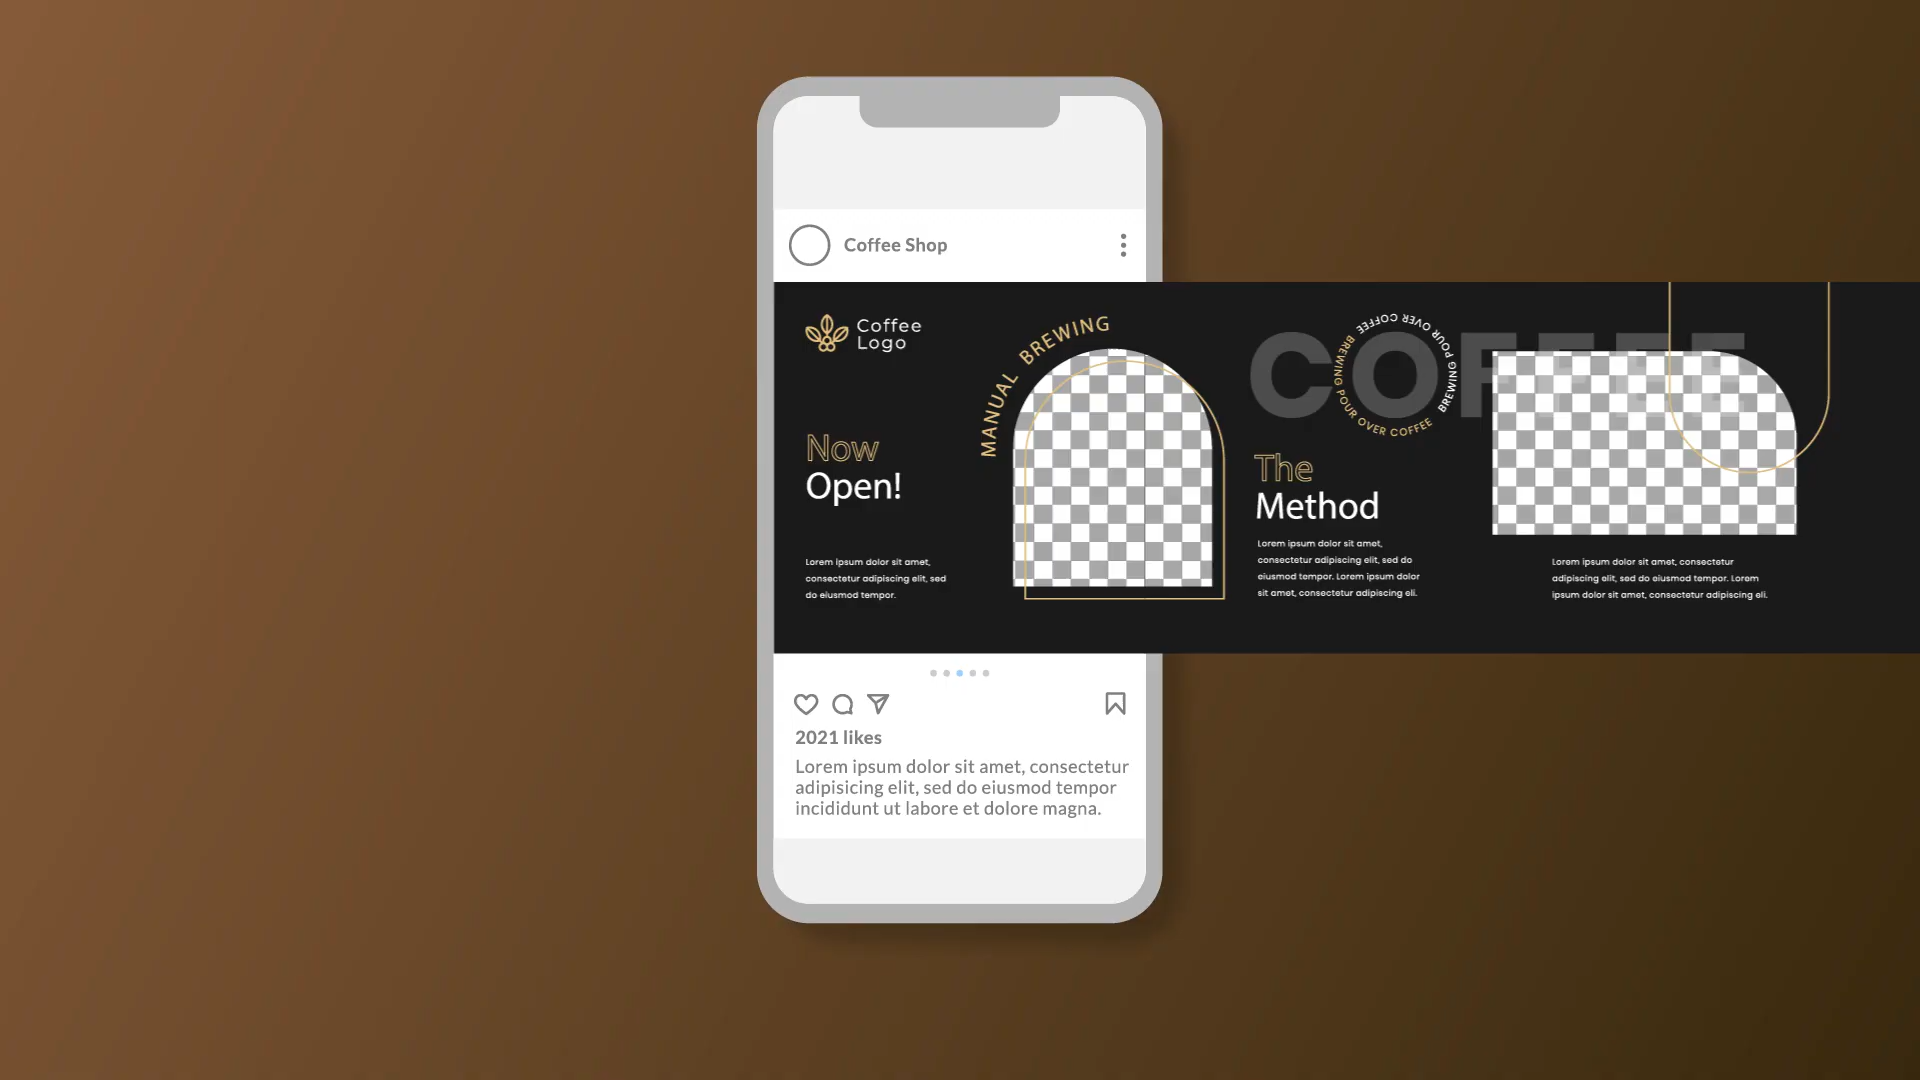 Coffee Shop
Coffee
Logo
MANUAL BREWING
Now
Open!
Lorem ipsum dolor sit amet,
consectetur adipiscing elit, sed
do eiusmod tempor.
COFFEE
BREWING POUR OVER COFFEE
BREWING POUR OVER COFFEE
The
Method
Lorem ipsum dolor sit amet,
consectetur adipiscing elit, sed do
eiusmod tempor. Lorem ipsum dolor
sit amet, consectetur adipiscing eli.
Lorem ipsum dolor sit amet, consectetur
adipiscing elit, sed do eiusmod tempor. Lorem
ipsum dolor sit amet, consectetur adipiscing eli.
2021 likes
Lorem ipsum dolor sit amet, consectetur
adipisicing elit, sed do eiusmod tempor
incididunt ut labore et dolore magna.